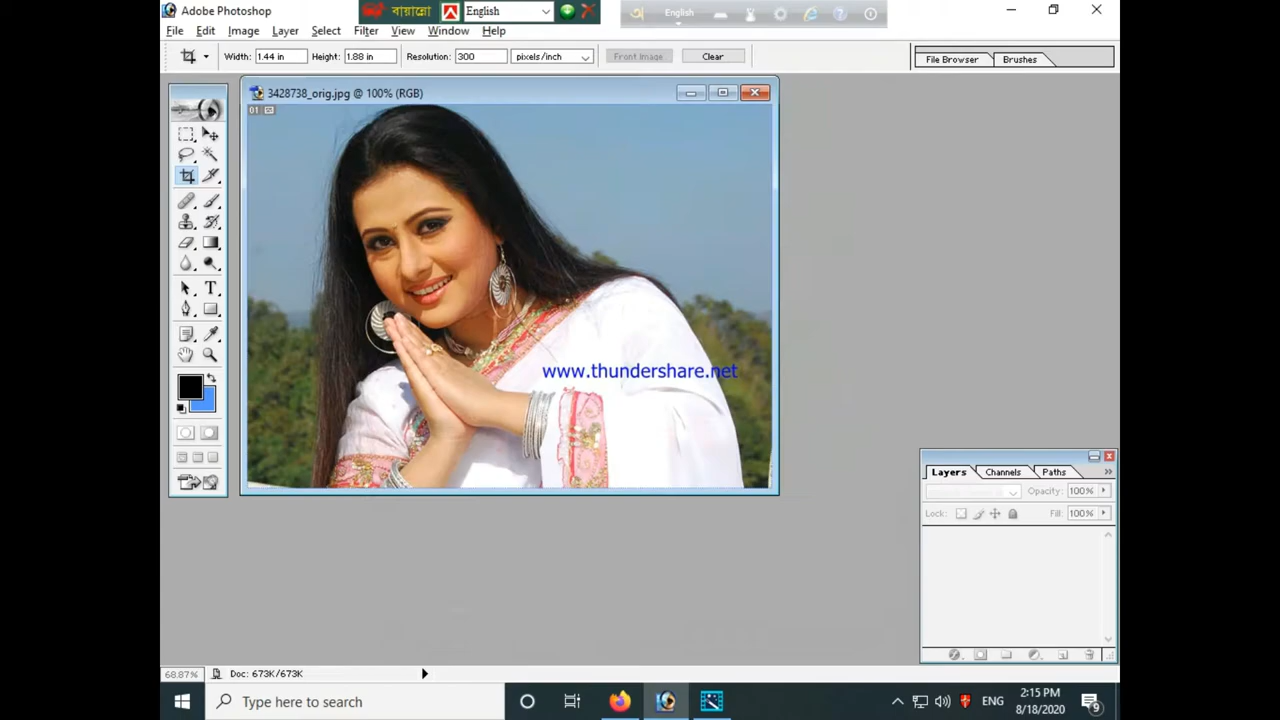 Adobe Photoshop
বায়ান্নো
English
English
File Edit Image Layer Select Filter View Window Help
Width: 1.44 in Height: 1.88 in Resolution: 300 pixels/inch Front Image Clear
File Browser Brushes
3428738_orig.jpg @ 100% (RGB)
01
www.thundershare.net
Layers Channels Paths
Opacity: 100%
Lock: Fill: 100%
68.87% Doc: 673K/673K
Type here to search
ENG
2:15 PM
8/18/2020
9